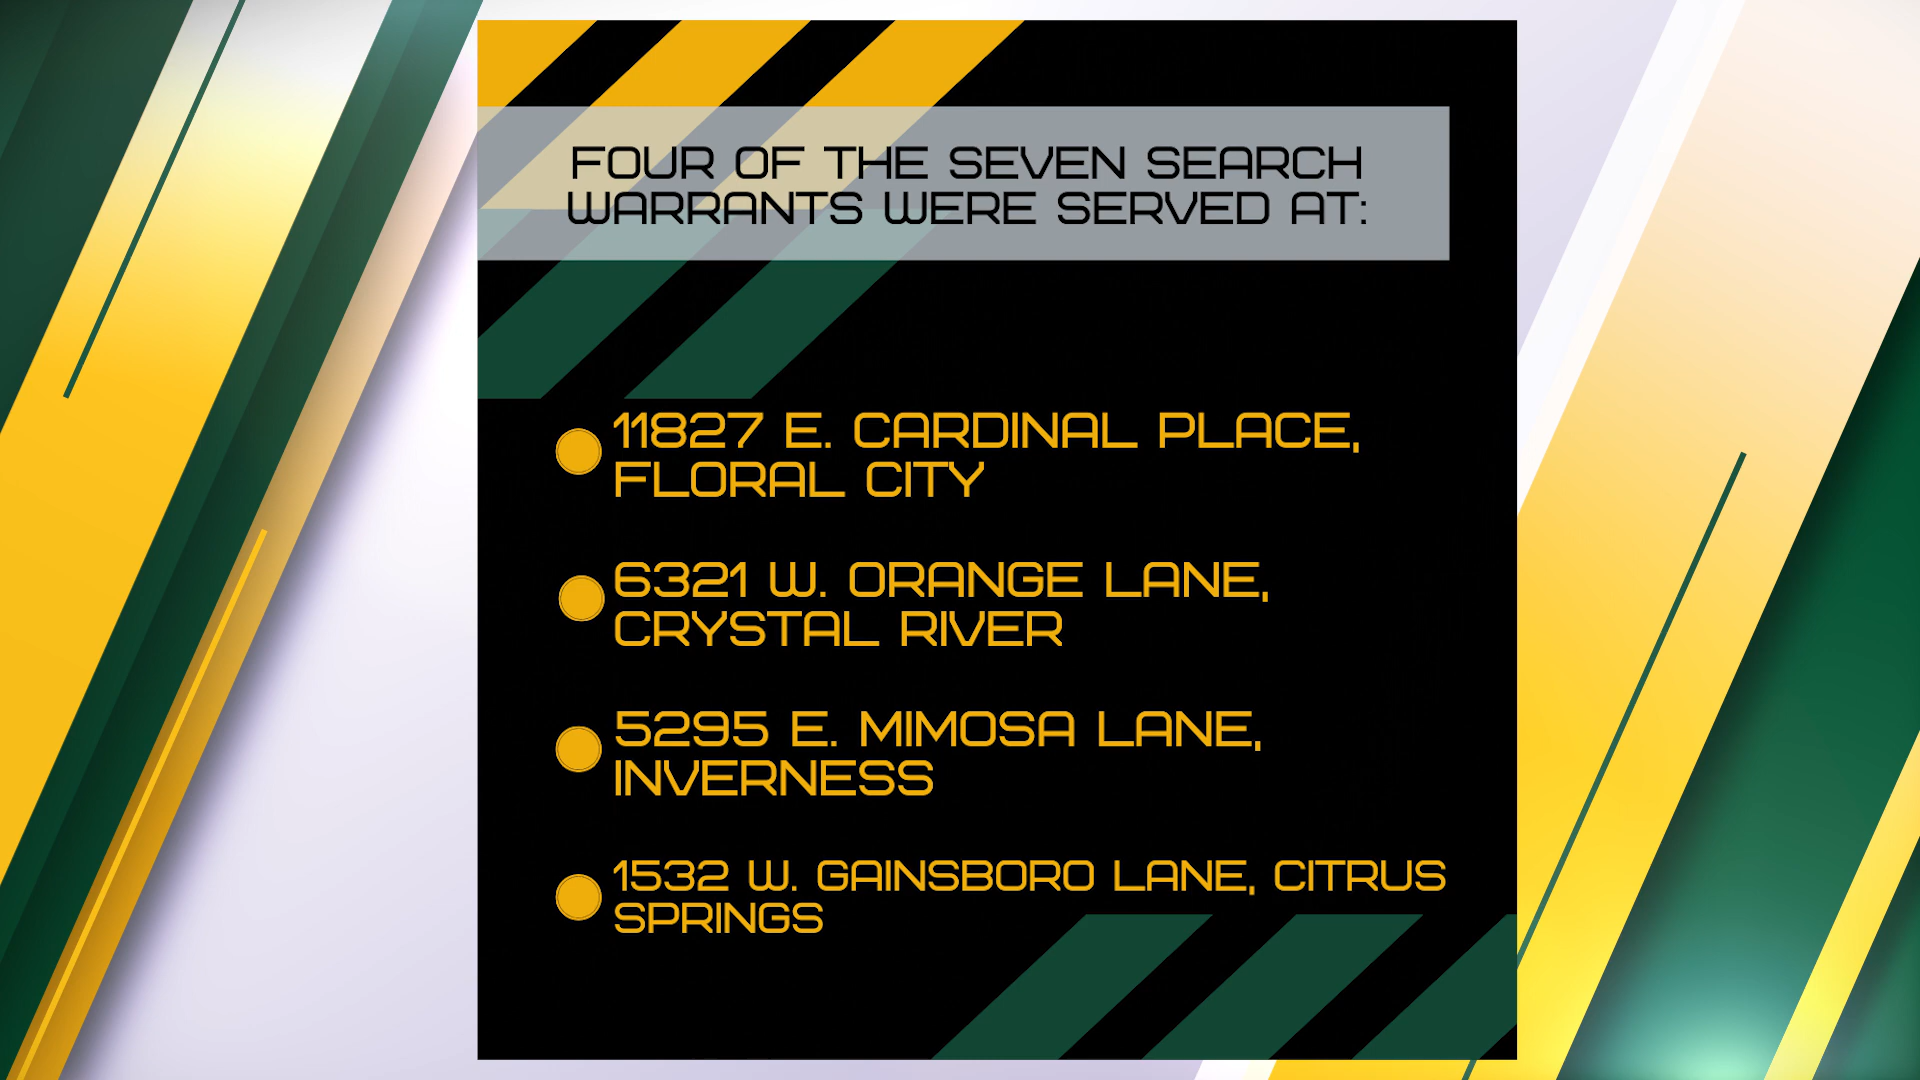 FOUR OF THE SEVEN SEARCH
WARRANTS WERE SERVED AT:
11827 E. CARDINAL PLACE,
FLORAL CITY
6321 W. ORANGE LANE,
CRYSTAL RIVER
5295 E. MIMOSA LANE,
INVERNESS
1532 W. GAINSBORO LANE, CITRUS
SPRINGS